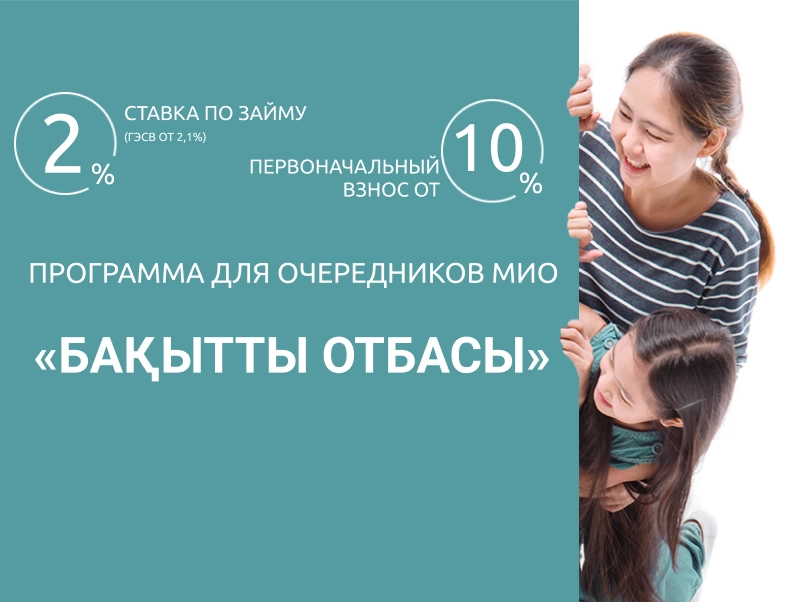 2 %
СТАВКА ПО ЗАЙМУ
(ГЭСВ ОТ 2,1%)
ПЕРВОНАЧАЛЬНЫЙ
ВЗНОС ОТ
10 %
ПРОГРАММА ДЛЯ ОЧЕРЕДНИКОВ МИО
«БАҚЫТТЫ ОТБАСЫ»